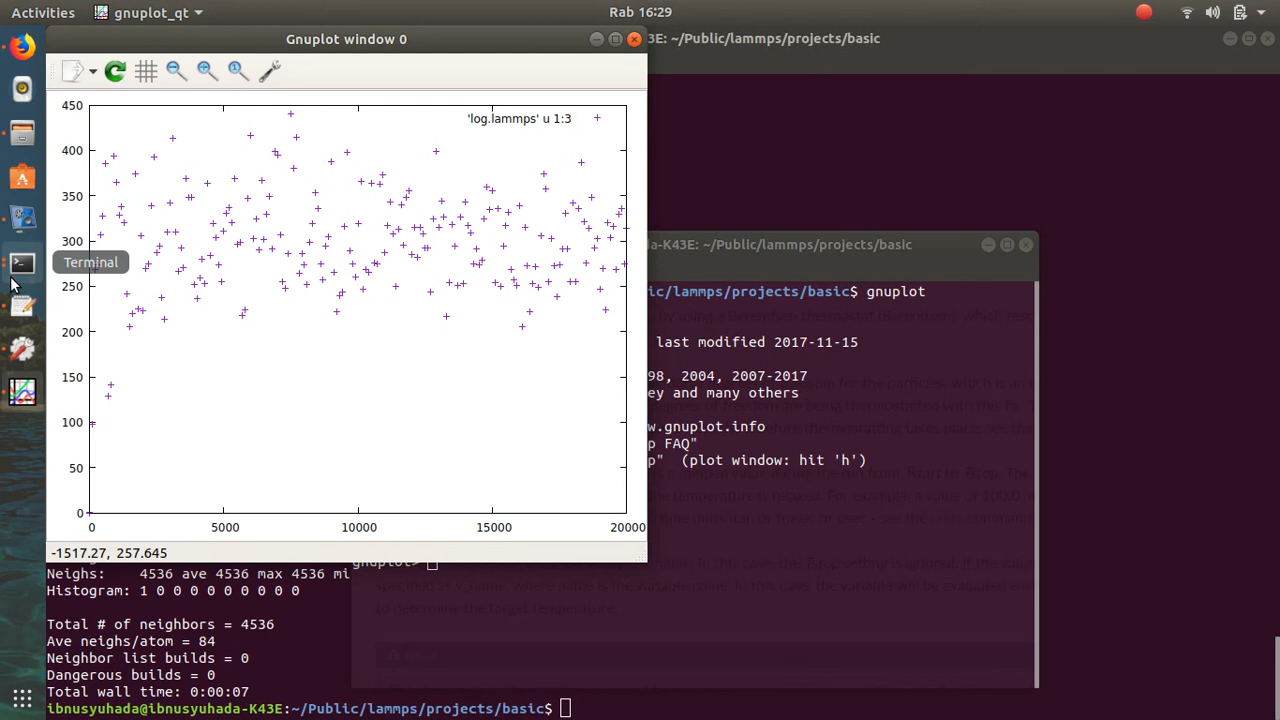 Activities
gnuplot_qt
Rab 16:29
Gnuplot window 0
K43E: ~/Public/lammps/projects/basic
450
400
350
300
250
200
150
100
50
0
0
5000
10000
15000
20000
'log.lammps' u 1:3
Terminal
-1517.27, 257.645
hada-K43E: ~/Public/lammps/projects/basic
ic/lammps/projects/basic$ gnuplot
last modified 2017-11-15
98, 2004, 2007-2017
ey and many others
w.gnuplot.info
p FAQ"
p" (plot window: hit 'h')
gnuplot>
Neighs: 4536 ave 4536 max 4536 mi
Histogram: 1 0 0 0 0 0 0 0 0 0
Total # of neighbors = 4536
Ave neighs/atom = 84
Neighbor list builds = 0
Dangerous builds = 0
Total wall time: 0:00:07
ibnusyuhada@ibnusyuhada-K43E:~/Public/lammps/projects/basic$